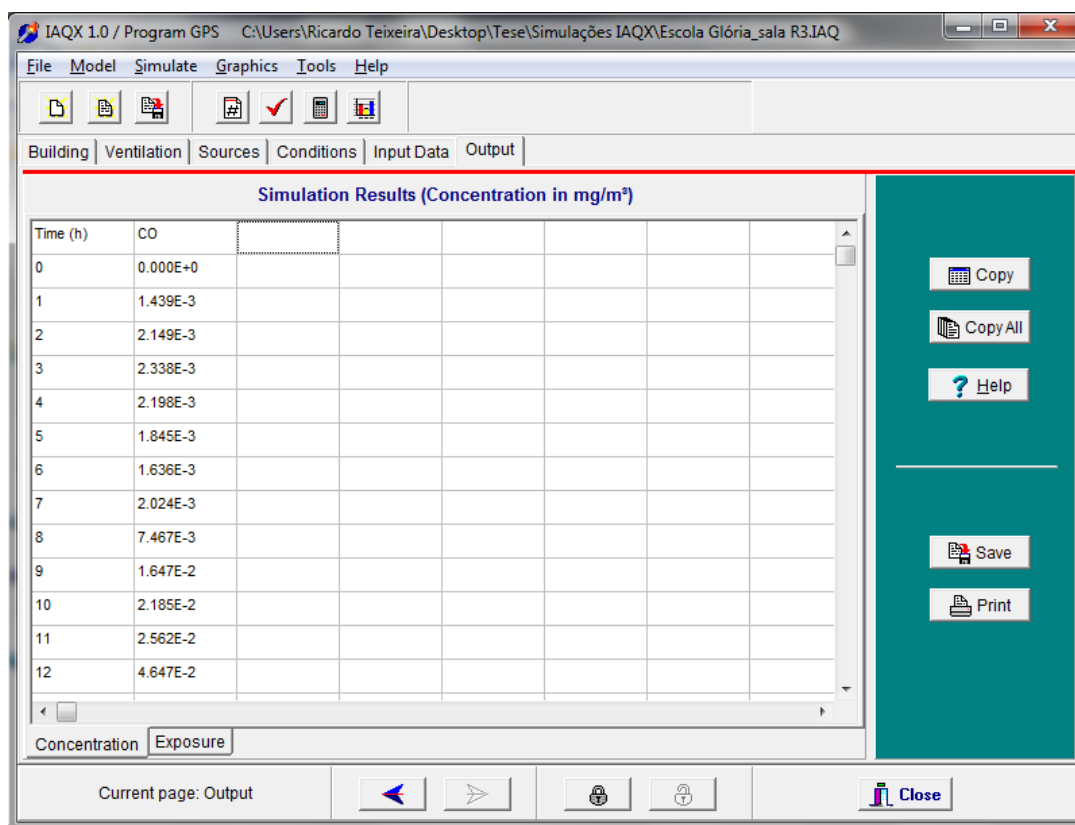 IAQX 1.0 / Program GPS C:\Users\Ricardo Teixeira\Desktop\Tese\Simulações IAQX\Escola Glória_sala R3.IAQ
File Model Simulate Graphics Tools Help
Building Ventilation Sources Conditions Input Data Output
Simulation Results (Concentration in mg/m³)
Time (h) CO
0 0.000E+0
1 1.439E-3
2 2.149E-3
3 2.338E-3
4 2.198E-3
5 1.845E-3
6 1.636E-3
7 2.024E-3
8 7.467E-3
9 1.647E-2
10 2.185E-2
11 2.562E-2
12 4.647E-2
Copy
Copy All
? Help
Save
Print
Concentration Exposure
Current page: Output
Close